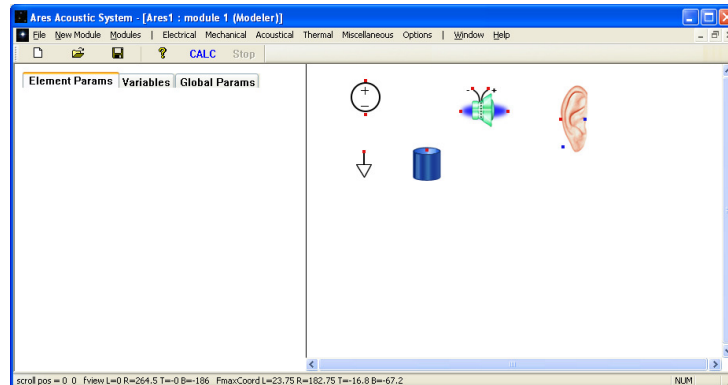 Ares Acoustic System - [Ares1 : module 1 (Modeler)]
File New Module Modules | Electrical Mechanical Acoustical Thermal Miscellaneous Options | Window Help
? CALC Stop
Element Params Variables Global Params
+
−
- +
scroll pos = 0 0 fview L=0 R=264.5 T=-0 B=-186 FmaxCoord L=23.75 R=182.75 T=-16.8 B=-67.2 NUM